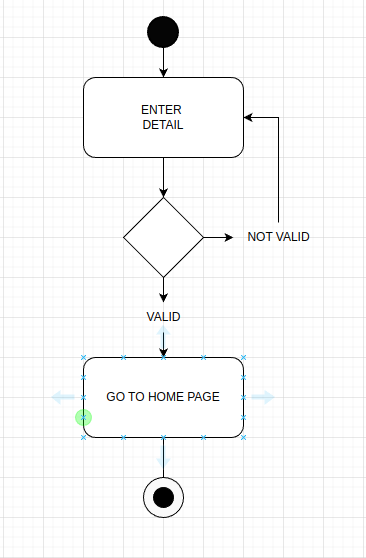 ENTER
DETAIL
NOT VALID
VALID
GO TO HOME PAGE